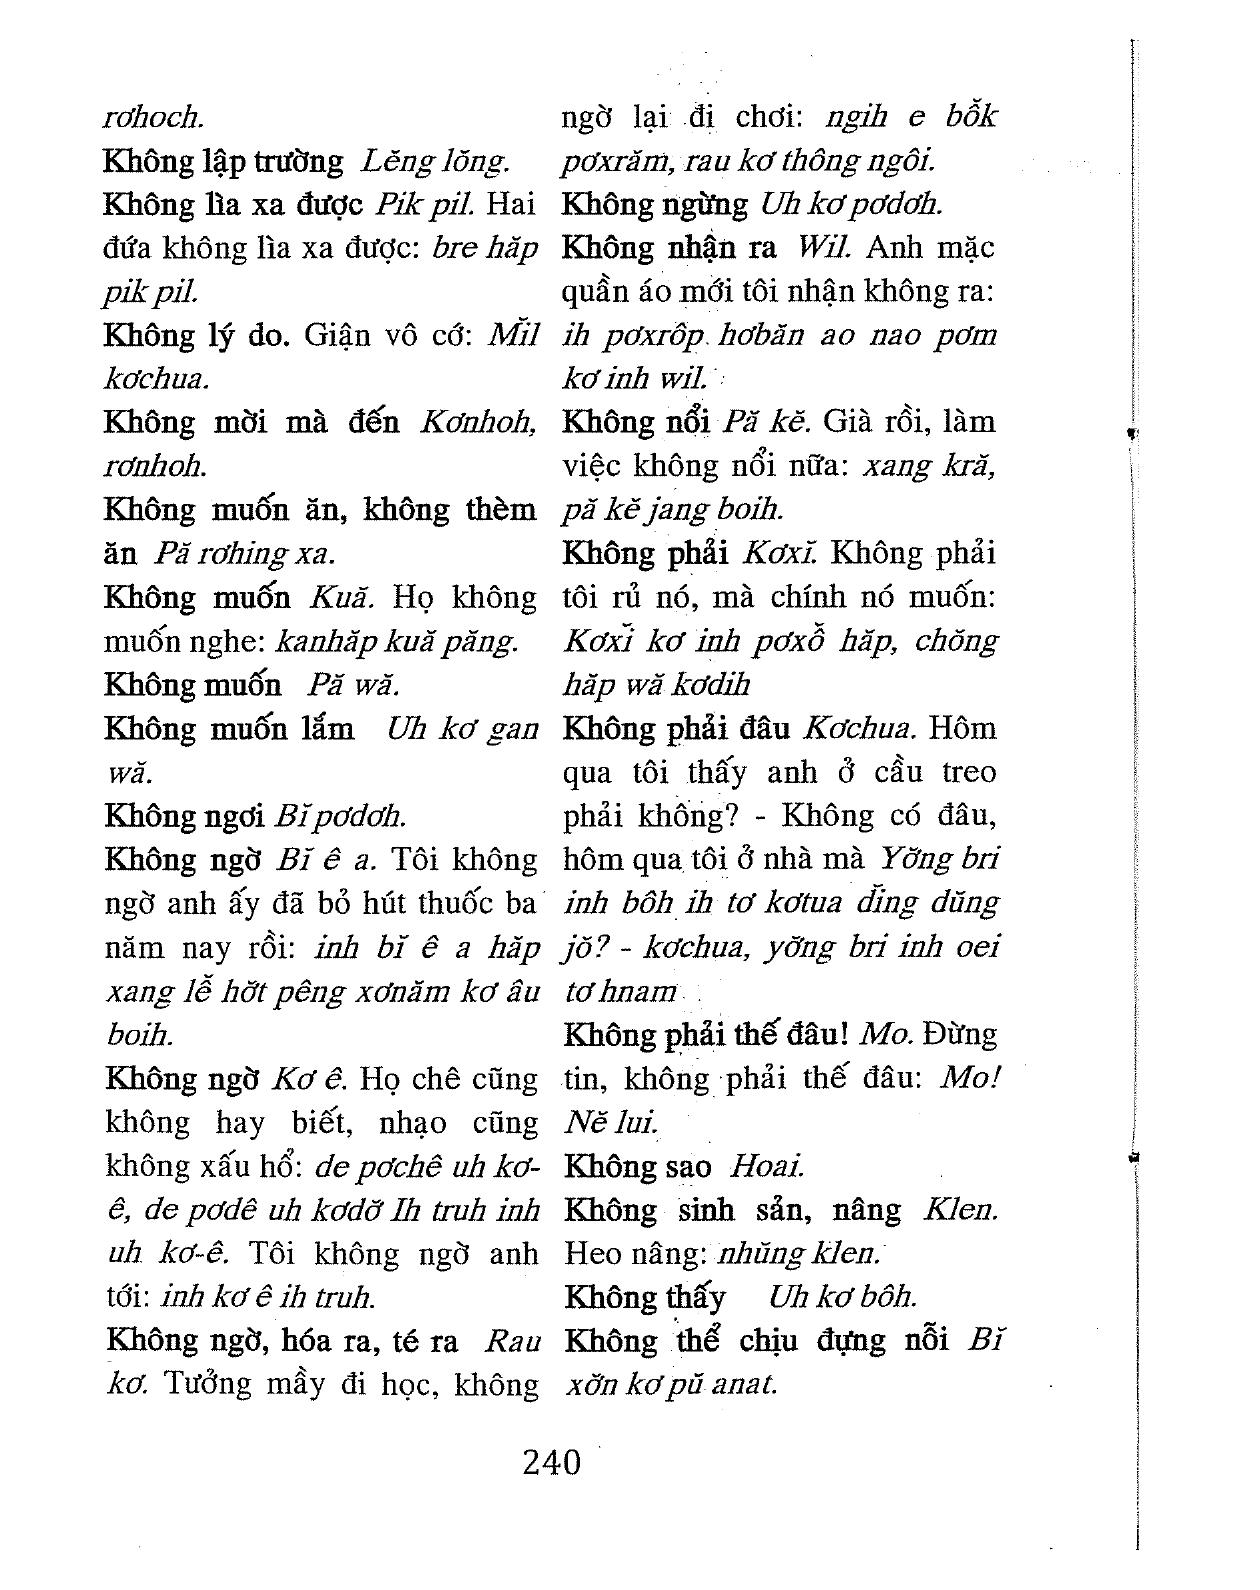 rơhoch.
Không lập trường Lĕng lŏng.
Không lìa xa được Pik pil. Hai
đứa không lìa xa được: bre hăp
pik pil.
Không lý do. Giận vô cớ: Mĭl
kơchua.
Không mời mà đến Kơnhoh,
rơnhoh.
Không muốn ăn, không thèm
ăn Pă rơhing xa.
Không muốn Kuă. Họ không
muốn nghe: kanhăp kuă păng.
Không muốn Pă wă.
Không muốn lắm Uh kơ gan
wă.
Không ngơi Bĭ pơdơh.
Không ngờ Bĭ ê a. Tôi không
ngờ anh ấy đã bỏ hút thuốc ba
năm nay rồi: inh bĭ ê a hăp
xang lê̆ hơ̆t pêng xơnăm kơ âu
boih.
Không ngờ Kơ ê. Họ chê cũng
không hay biết, nhạo cũng
không xấu hổ: de pơchê uh kơ-
ê, de pơdê uh kơdơ̆ Ih truh inh
uh kơ-ê. Tôi không ngờ anh
tới: inh kơ ê ih truh.
Không ngờ, hóa ra, té ra Rau
kơ. Tưởng mầy đi học, không
ngờ lại đi chơi: ngih e bô̆k
pơxrăm, rau kơ thông ngôi.
Không ngừng Uh kơ pơdơh.
Không nhận ra Wil. Anh mặc
quần áo mới tôi nhận không ra:
ih pơxrôp hơbăn ao nao pơm
kơ inh wil.
Không nổi Pă kĕ. Già rồi, làm
việc không nổi nữa: xang kră,
pă kĕ jang boih.
Không phải Kơxĭ. Không phải
tôi rủ nó, mà chính nó muốn:
Kơxĭ kơ inh pơxô̆ hăp, chŏng
hăp wă kơdih
Không phải đâu Kơchua. Hôm
qua tôi thấy anh ở cầu treo
phải không? - Không có đâu,
hôm qua tôi ở nhà mà Yơ̆ng bri
inh bôh ih tơ kơtua dĭng dŭng
jŏ? - kơchua, yơ̆ng bri inh oei
tơ hnam
Không phải thế đâu! Mo. Đừng
tin, không phải thế đâu: Mo!
Nĕ lui.
Không sao Hoai.
Không sinh sản, nâng Klen.
Heo nâng: nhŭng klen.
Không thấy Uh kơ bôh.
Không thể chịu đựng nỗi Bĭ
xơ̆n kơ pŭ anat.
240